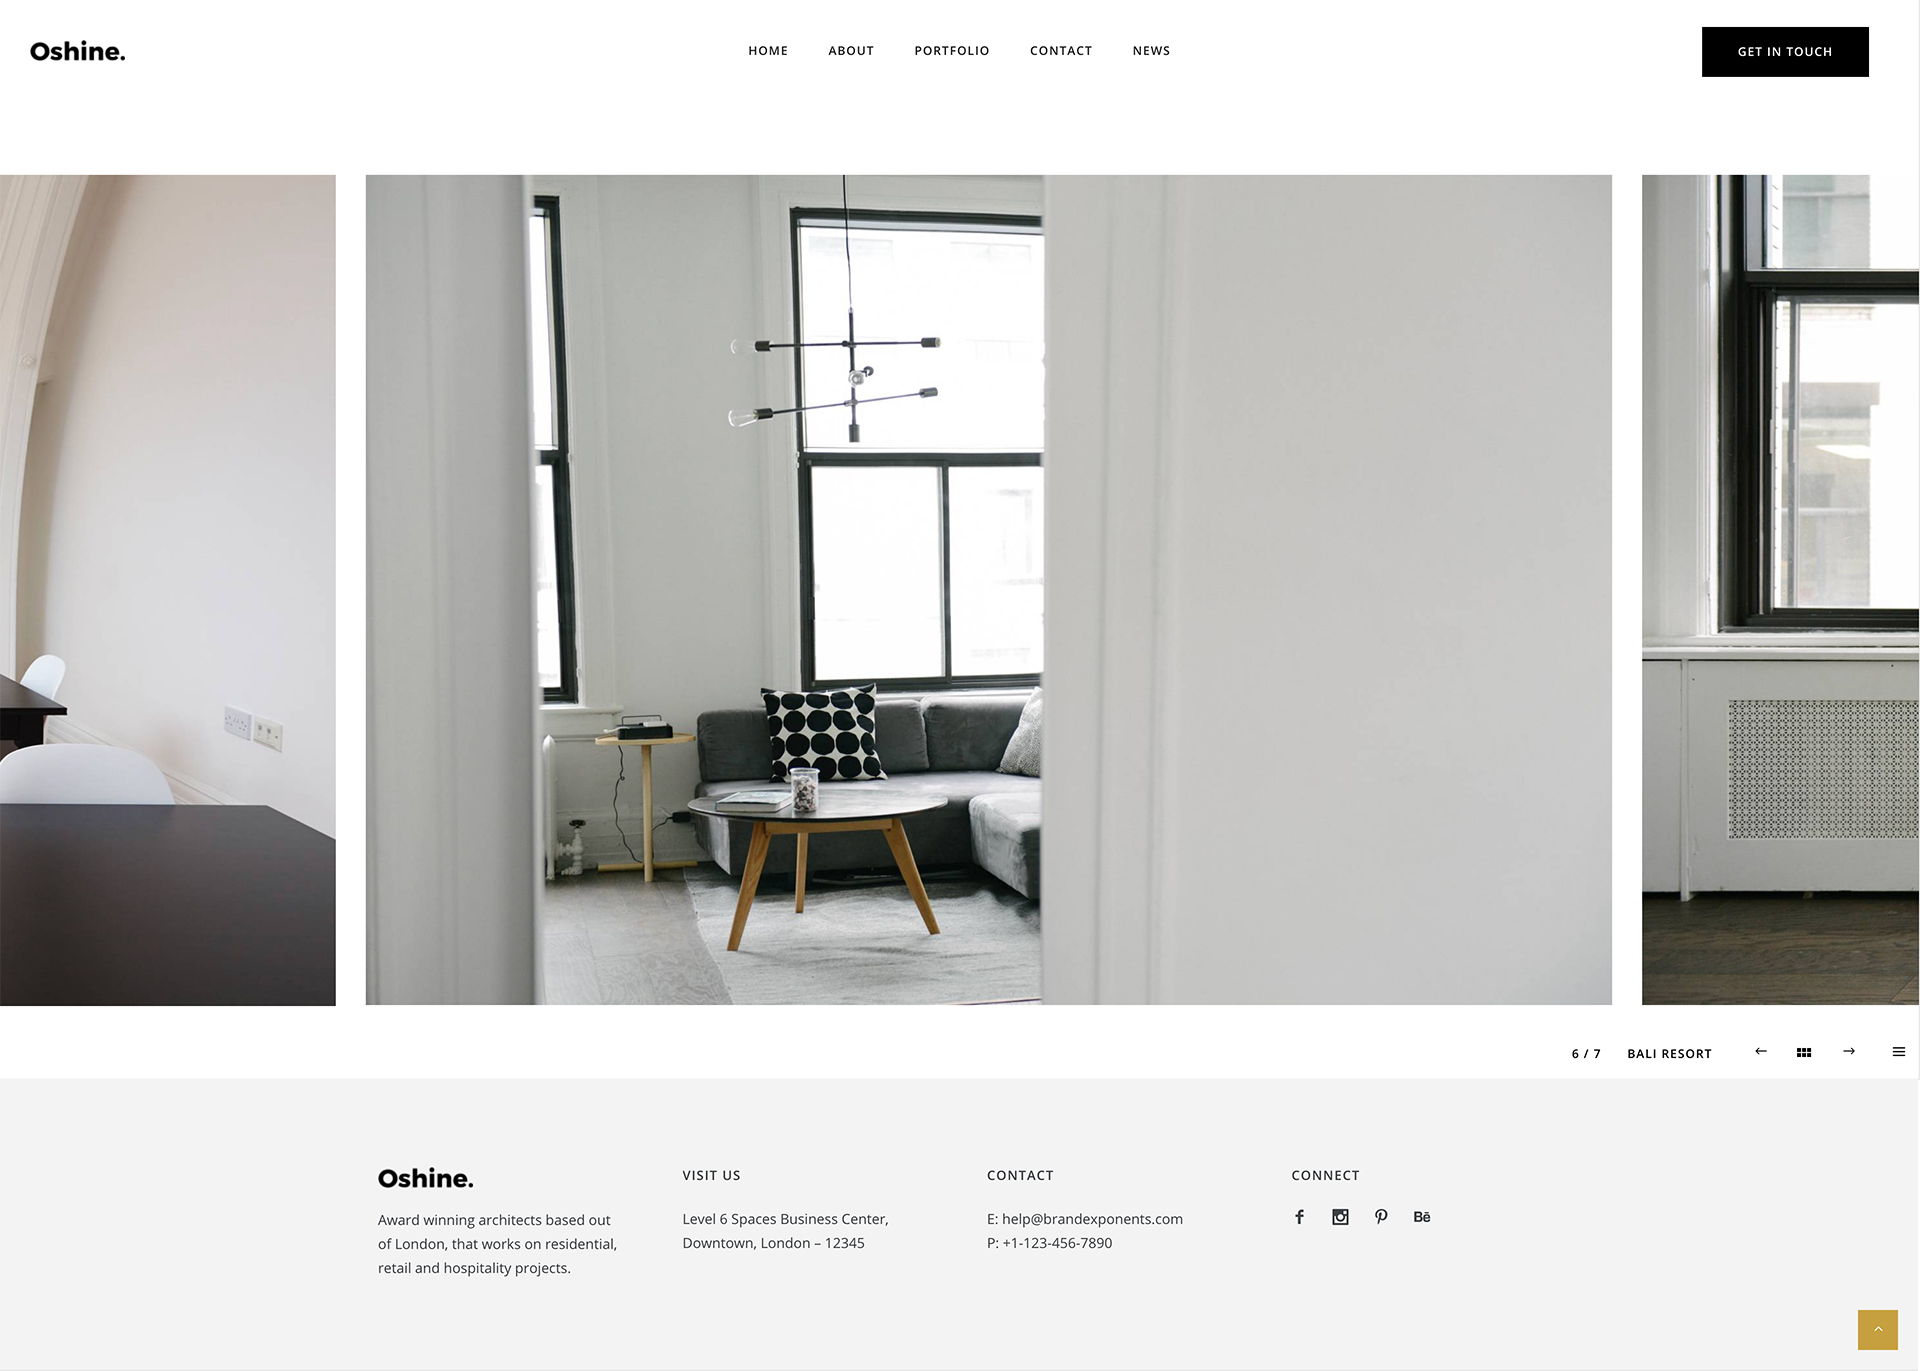 Oshine.
HOME
ABOUT
PORTFOLIO
CONTACT
NEWS
GET IN TOUCH
6 / 7
BALI RESORT
Oshine.
Award winning architects based out
of London, that works on residential,
retail and hospitality projects.
VISIT US
Level 6 Spaces Business Center,
Downtown, London – 12345
CONTACT
E: help@brandexponents.com
P: +1-123-456-7890
CONNECT
Bē